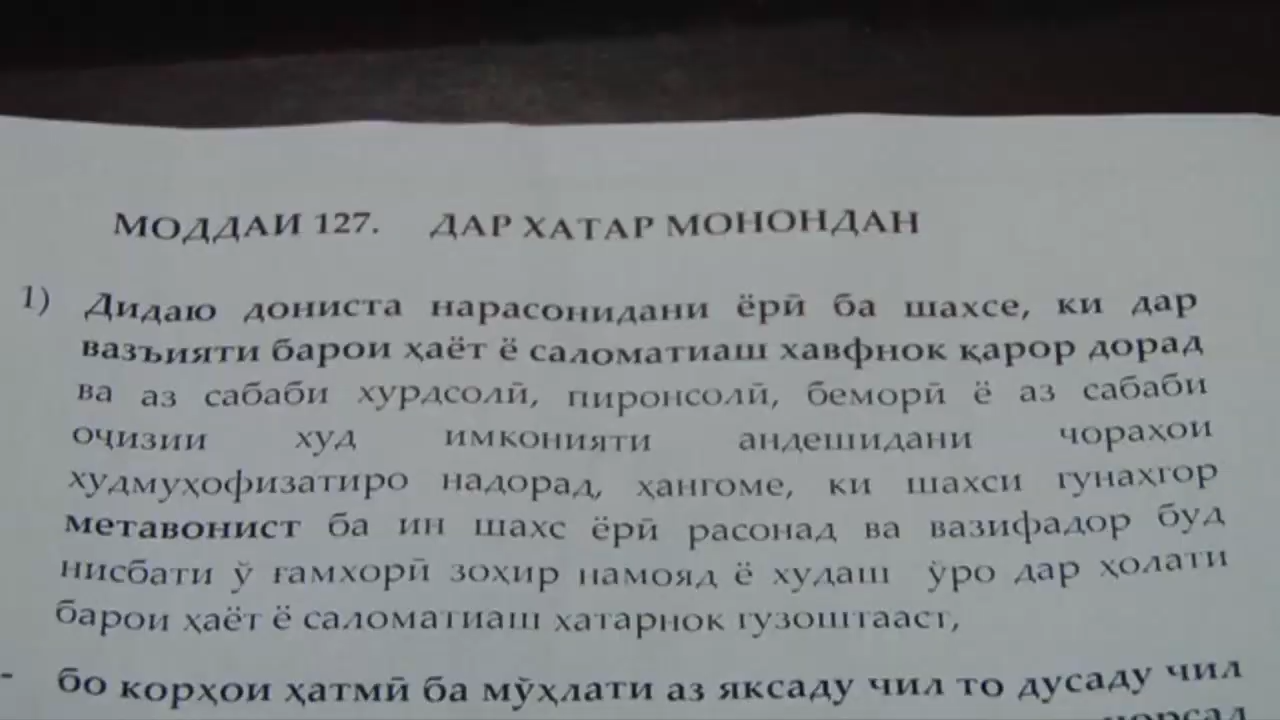 МОДДАИ 127. ДАР ХАТАР МОНОНДАН
1) Дидаю дониста нарасонидани ёрӣ ба шахсе, ки дар
вазъияти барои ҳаёт ё саломатиаш хавфнок қарор дорад
ва аз сабаби хурдсолӣ, пиронсолӣ, беморӣ ё аз сабаби
оҷизии худ имконияти андешидани чораҳои
худмуҳофизатиро надорад, ҳангоме, ки шахси гунаҳгор
метавонист ба ин шахс ёрӣ расонад ва вазифадор буд
нисбати ӯ ғамхорӣ зоҳир намояд ё худаш ӯро дар ҳолати
барои ҳаёт ё саломатиаш хатарнок гузоштааст,
- бо корҳои ҳатмӣ ба мӯҳлати аз яксаду чил то дусаду чил